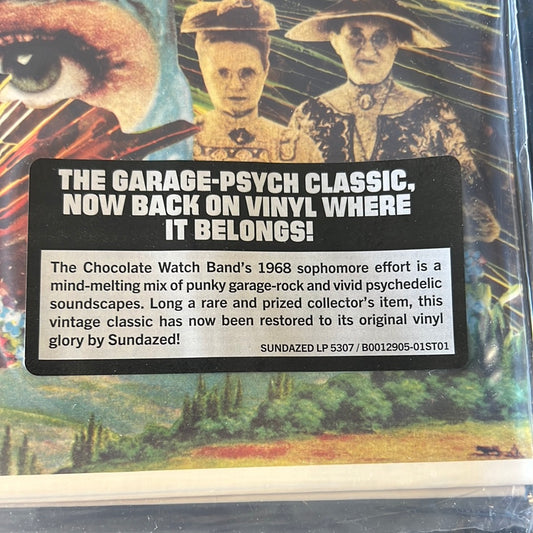 THE GARAGE-PSYCH CLASSIC,
NOW BACK ON VINYL WHERE
IT BELONGS!
The Chocolate Watch Band's 1968 sophomore effort is a
mind-melting mix of punky garage-rock and vivid psychedelic
soundscapes. Long a rare and prized collector's item, this
vintage classic has now been restored to its original vinyl
glory by Sundazed!
SUNDAZED LP 5307 / B0012905-01ST01